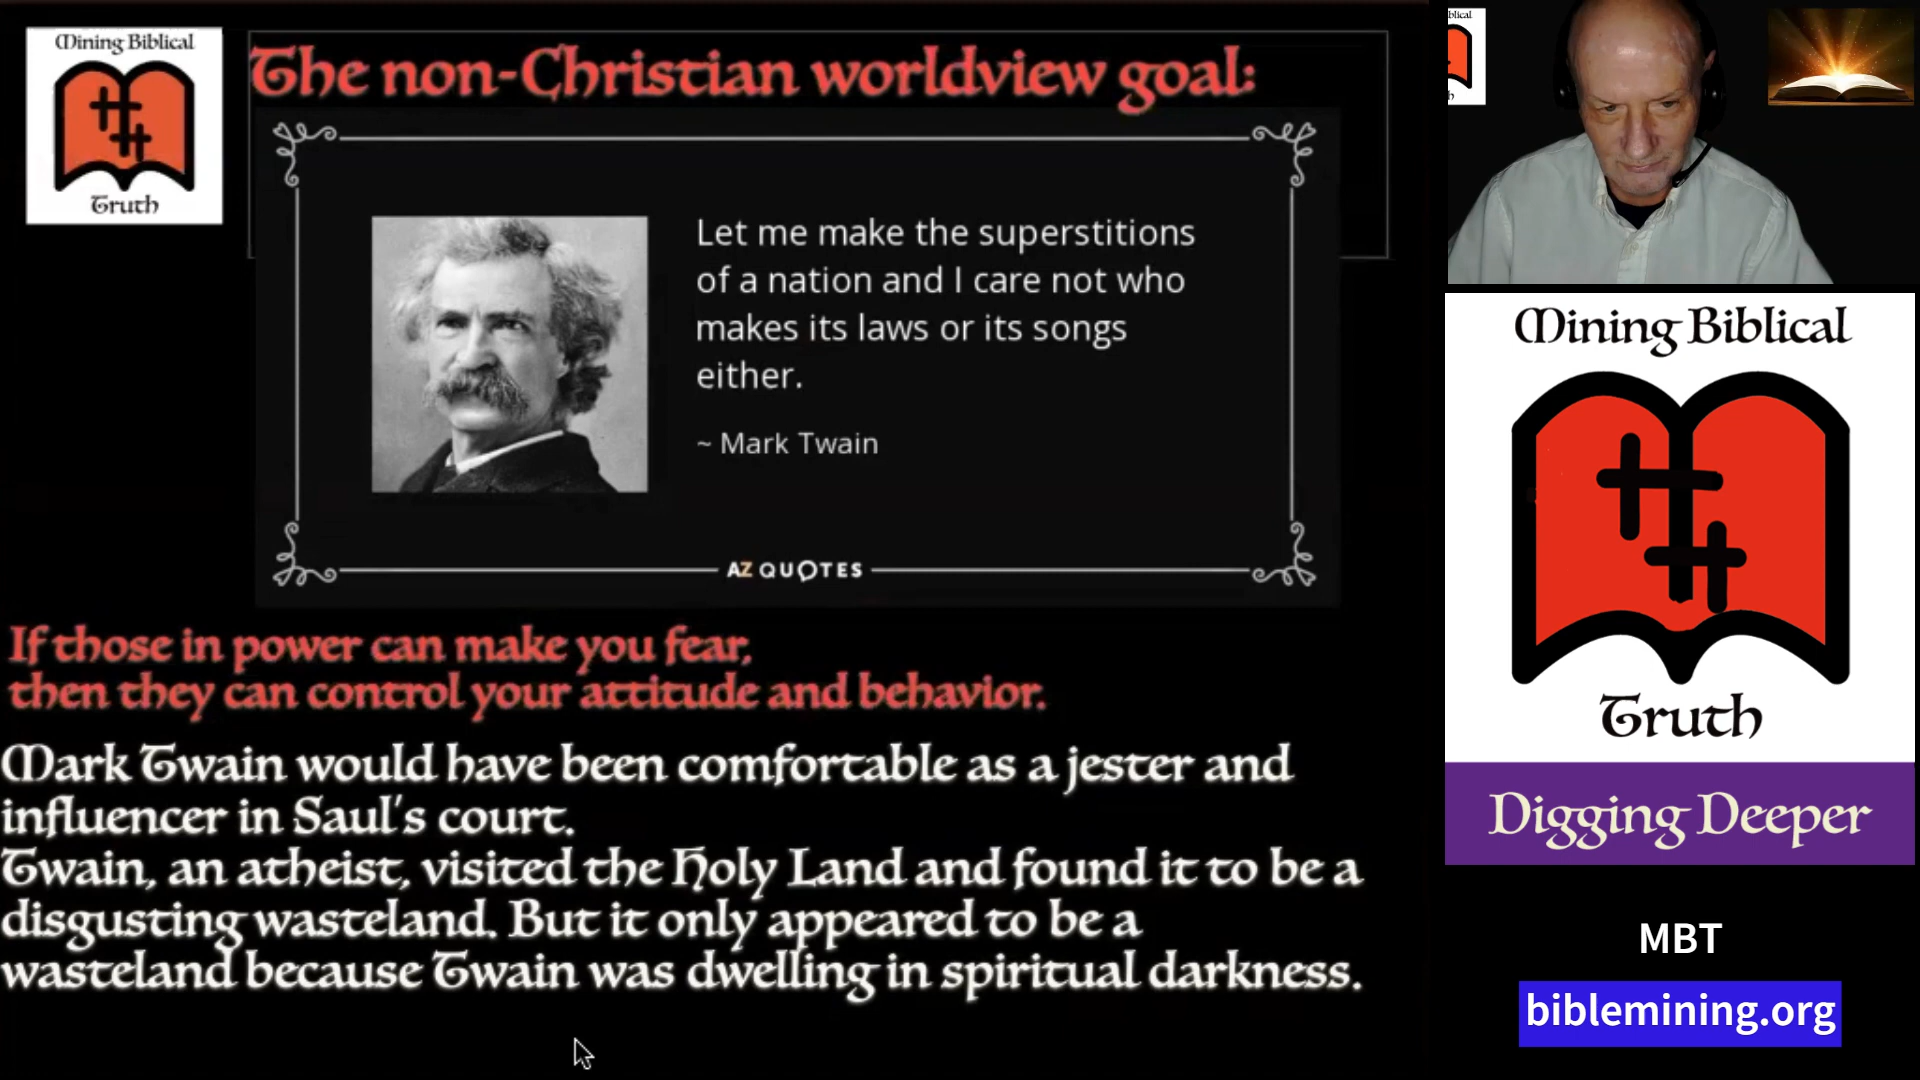 Mining Biblical
Truth
The non-Christian worldview goal:
Let me make the superstitions
of a nation and I care not who
makes its laws or its songs
either.
~ Mark Twain
AZ QUOTES
If those in power can make you fear,
then they can control your attitude and behavior.
Mark Twain would have been comfortable as a jester and
influencer in Saul's court.
Twain, an atheist, visited the Holy Land and found it to be a
disgusting wasteland. But it only appeared to be a
wasteland because Twain was dwelling in spiritual darkness.
blical
h
Mining Biblical
Truth
Digging Deeper
MBT
biblemining.org